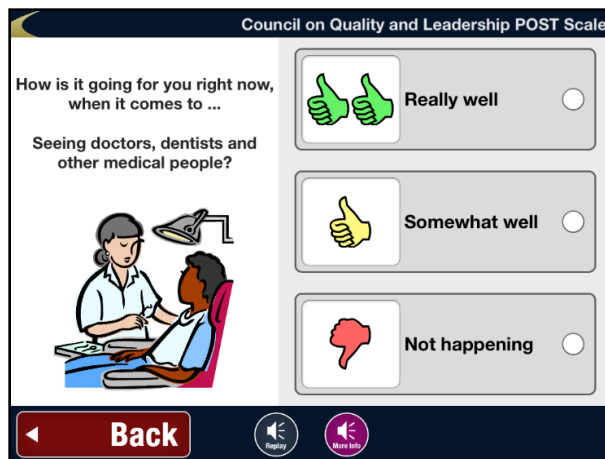 Council on Quality and Leadership POST Scale
How is it going for you right now,
when it comes to ...
Seeing doctors, dentists and
other medical people?
Really well
Somewhat well
Not happening
Back
Replay
More Info